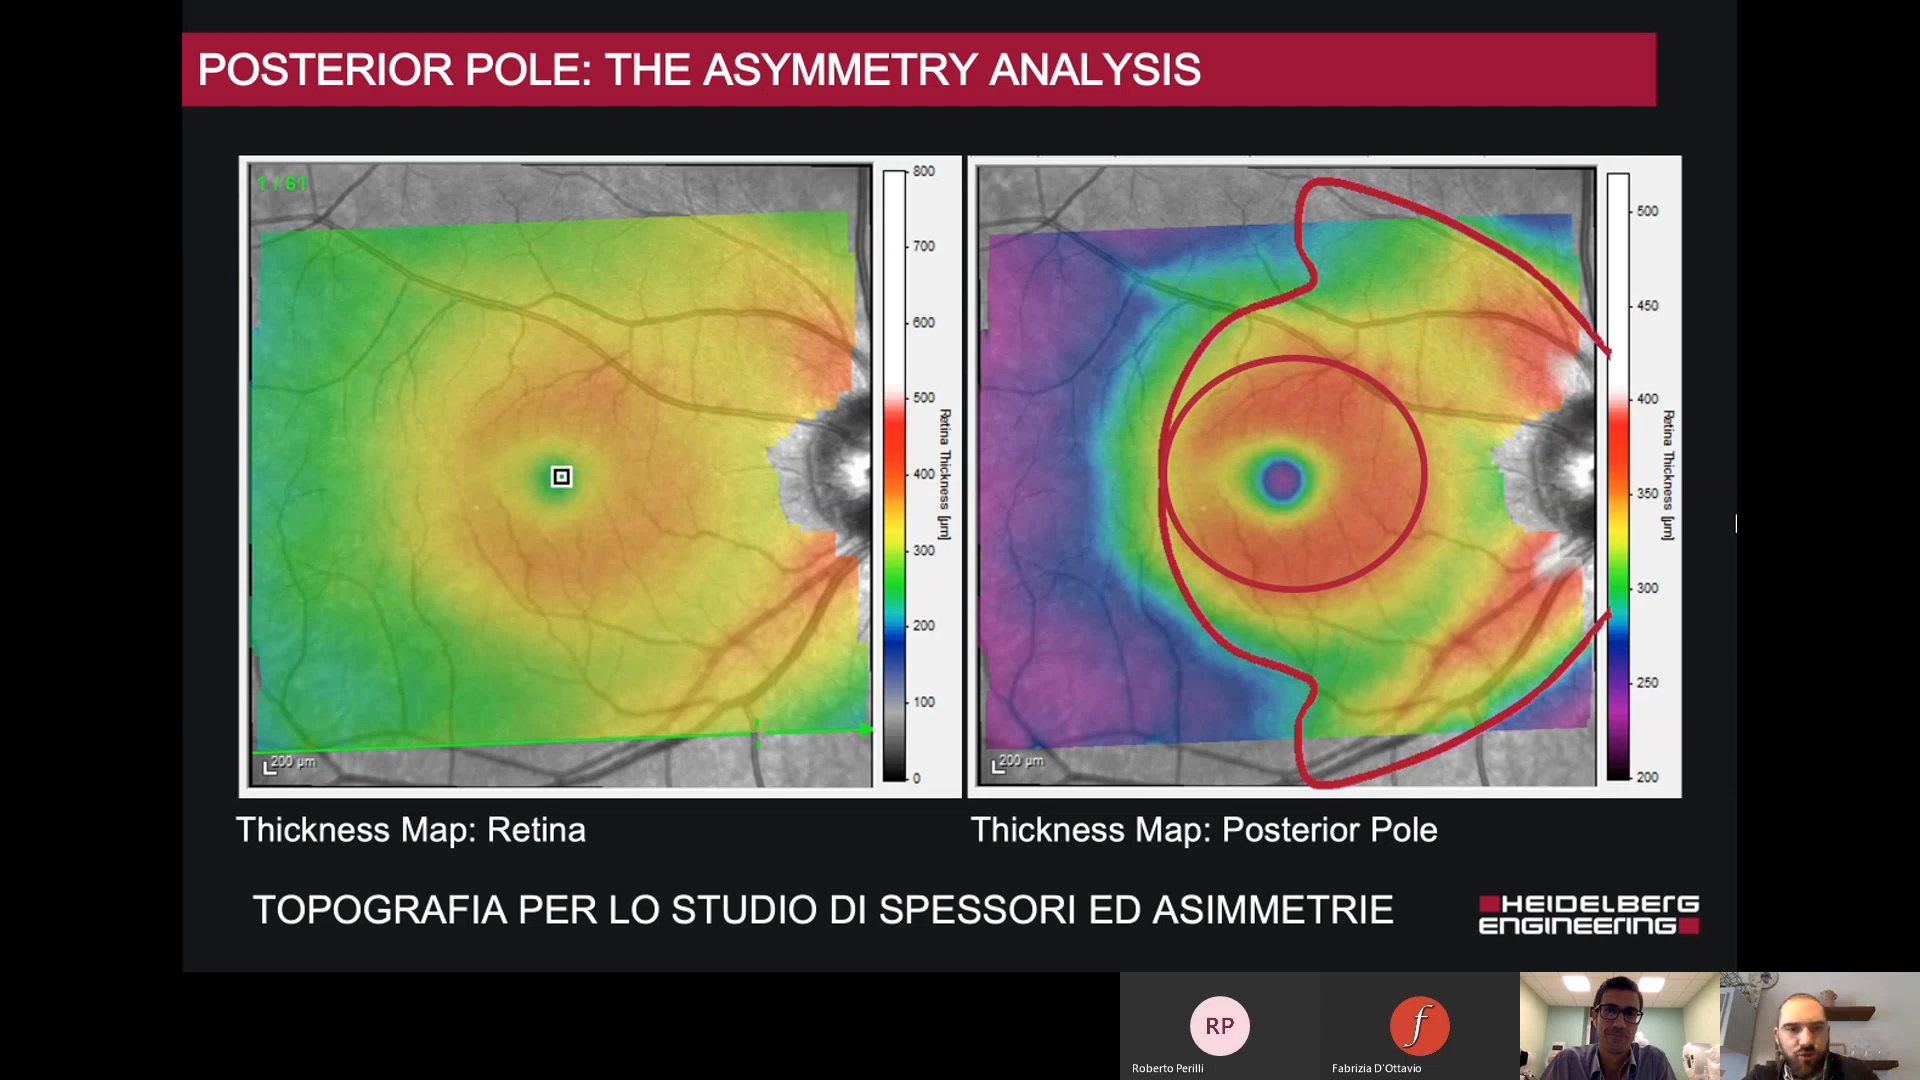 POSTERIOR POLE: THE ASYMMETRY ANALYSIS
1 / 61
800
700
600
500
400
300
200
100
0
Retina Thickness [µm]
200 µm
500
450
400
350
300
250
200
Retina Thickness [µm]
200 µm
Thickness Map: Retina
Thickness Map: Posterior Pole
TOPOGRAFIA PER LO STUDIO DI SPESSORI ED ASIMMETRIE
HEIDELBERG
ENGINEERING
RP
f
Roberto Perilli
Fabrizia D'Ottavio